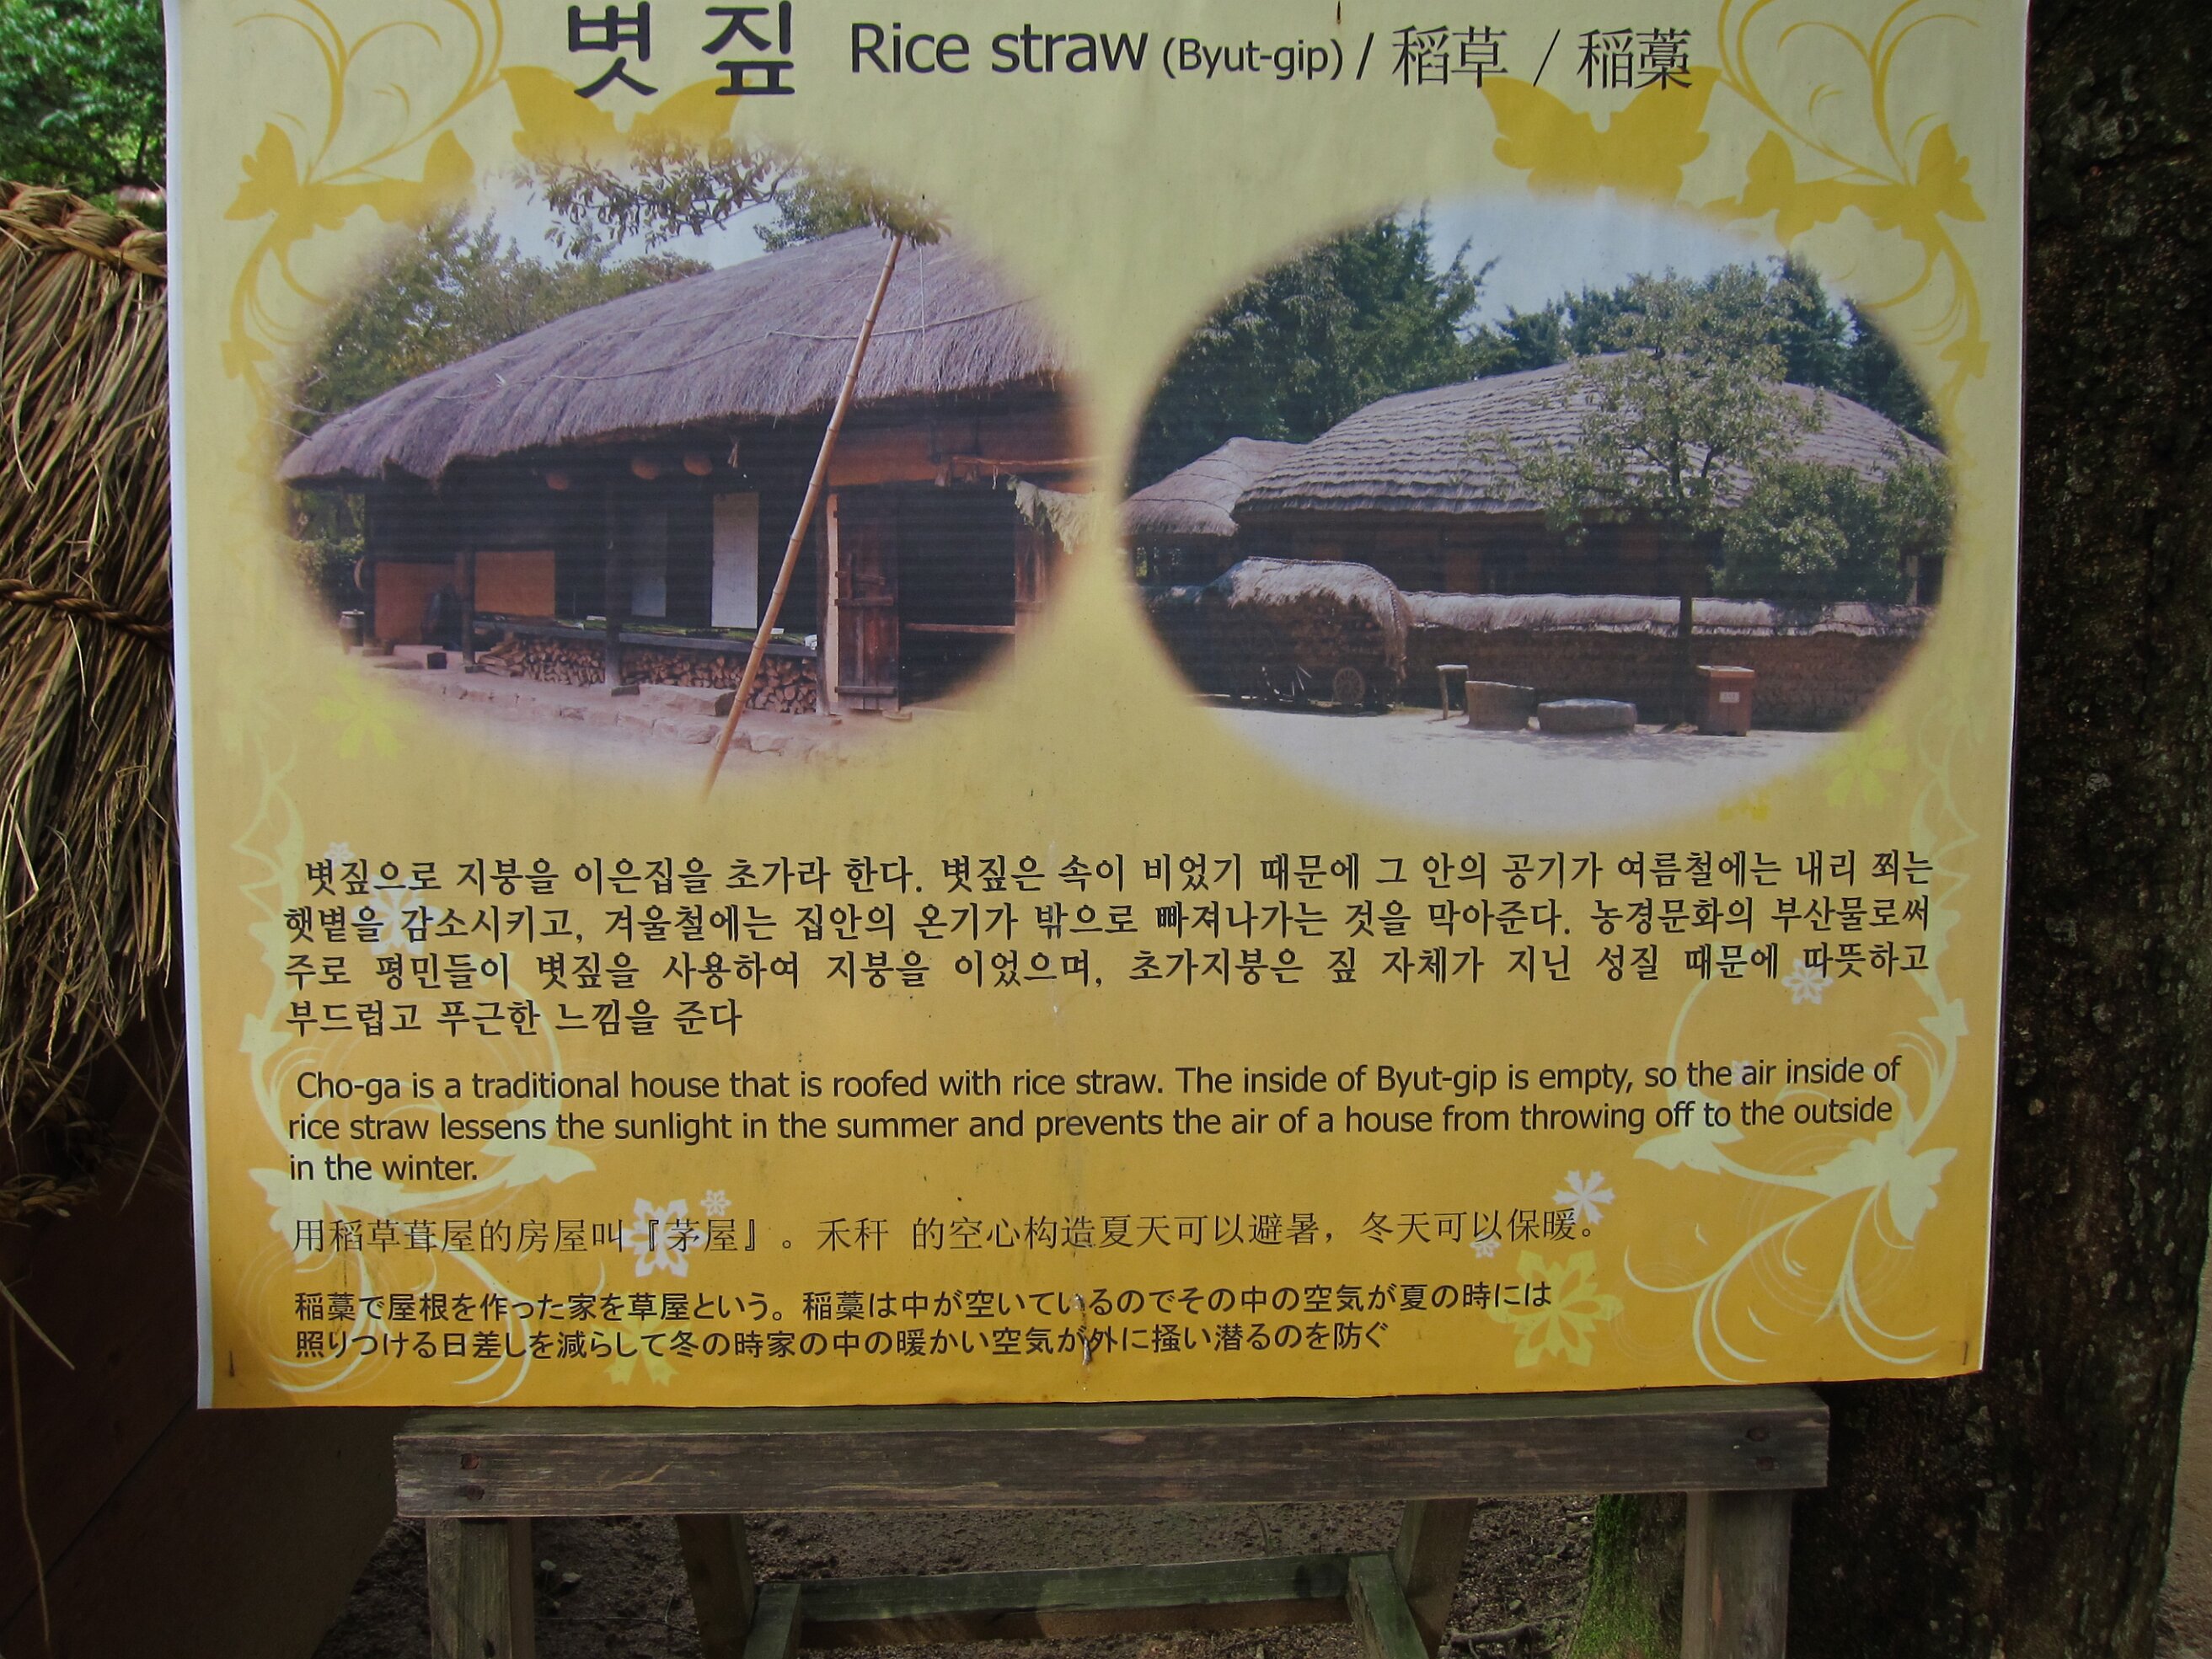 볏 짚 Rice straw (Byut-gip) / 稻草 / 稲藁
볏짚으로 지붕을 이은집을 초가라 한다. 볏짚은 속이 비었기 때문에 그 안의 공기가 여름철에는 내리 쬐는
햇볕을 감소시키고, 겨울철에는 집안의 온기가 밖으로 빠져나가는 것을 막아준다. 농경문화의 부산물로써
주로 평민들이 볏짚을 사용하여 지붕을 이었으며, 초가지붕은 짚 자체가 지닌 성질 때문에 따뜻하고
부드럽고 푸근한 느낌을 준다
Cho-ga is a traditional house that is roofed with rice straw. The inside of Byut-gip is empty, so the air inside of
rice straw lessens the sunlight in the summer and prevents the air of a house from throwing off to the outside
in the winter.
用稻草葺屋的房屋叫『茅屋』。禾秆 的空心构造夏天可以避暑，冬天可以保暖。
稲藁で屋根を作った家を草屋という。稲藁は中が空いているのでその中の空気が夏の時には
照りつける日差しを減らして冬の時家の中の暖かい空気が外に掻い潜るのを防ぐ